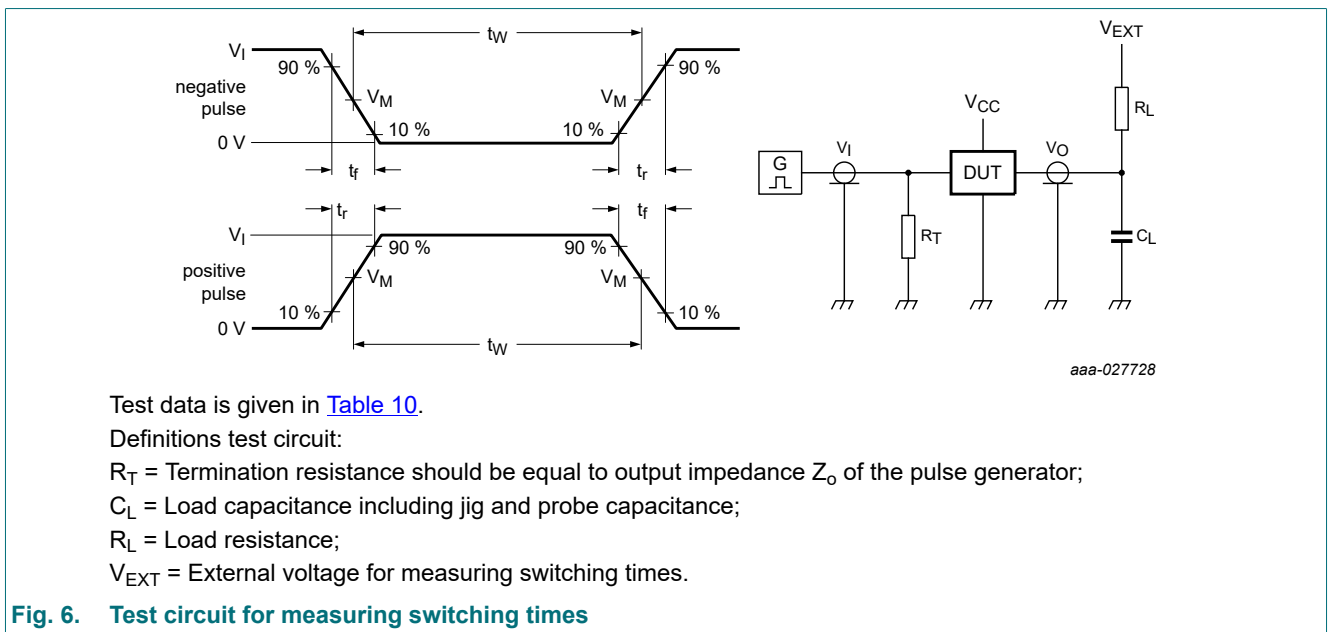 V_I
90 %
negative
pulse
V_M
10 %
0 V
t_f
t_W
V_M
10 %
90 %
t_r
t_r
V_I
90 %
positive
pulse
V_M
10 %
0 V
t_f
90 %
V_M
10 %
t_W
V_EXT
R_L
V_CC
G
V_I
DUT
V_O
R_T
C_L
aaa-027728
Test data is given in Table 10.
Definitions test circuit:
R_T = Termination resistance should be equal to output impedance Z_o of the pulse generator;
C_L = Load capacitance including jig and probe capacitance;
R_L = Load resistance;
V_EXT = External voltage for measuring switching times.
Fig. 6. Test circuit for measuring switching times